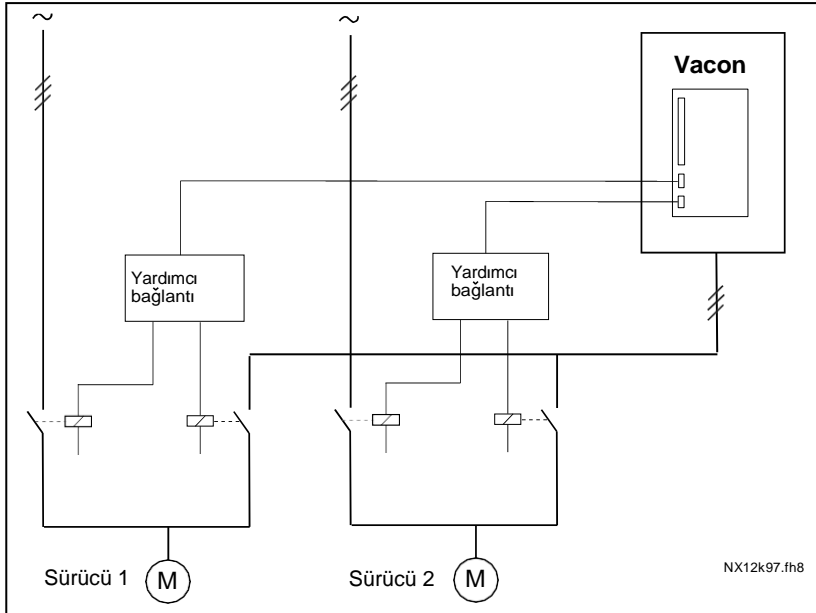 ~
~
Vacon
Yardımcı
bağlantı
Yardımcı
bağlantı
Sürücü 1
M
Sürücü 2
M
NX12k97.fh8